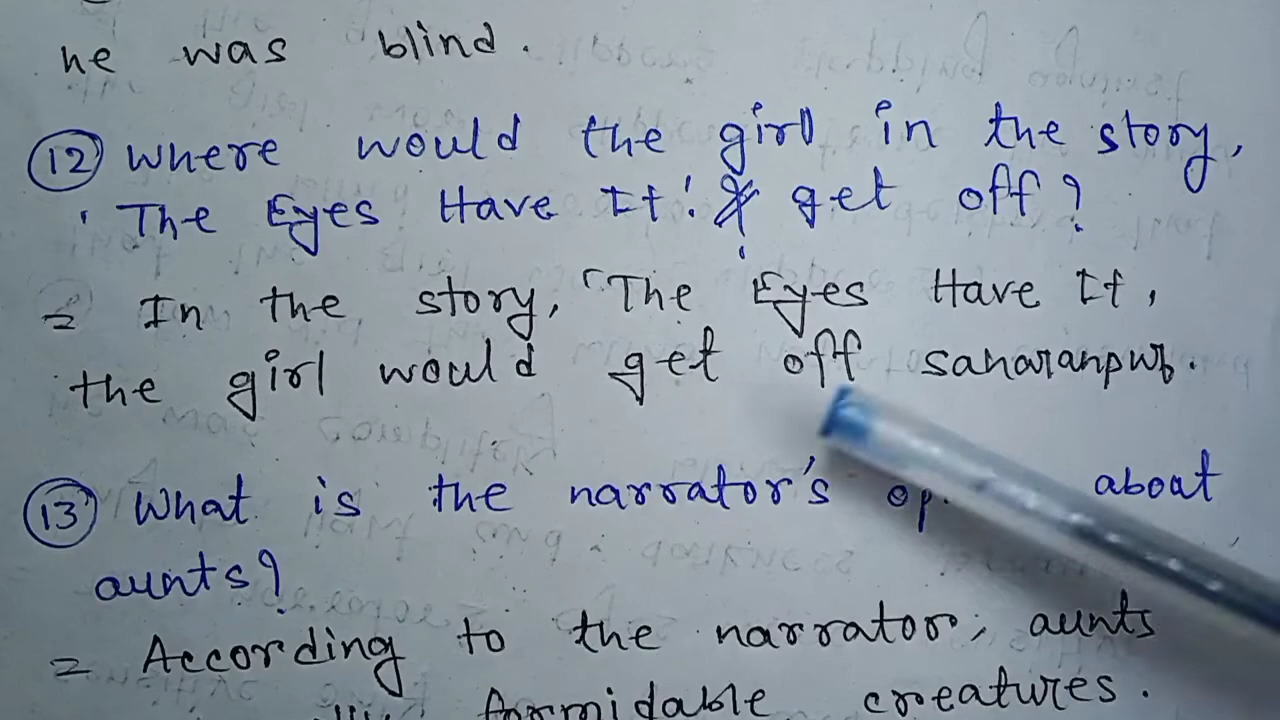 he was blind.
12 Where would the girl in the story,
'The Eyes Have It' get off?
= In the story, 'The Eyes Have It,
the girl would get off saharanpur.
13 What is the narrator's op about
aunts?
= According to the narrator, aunts
formidable creatures.